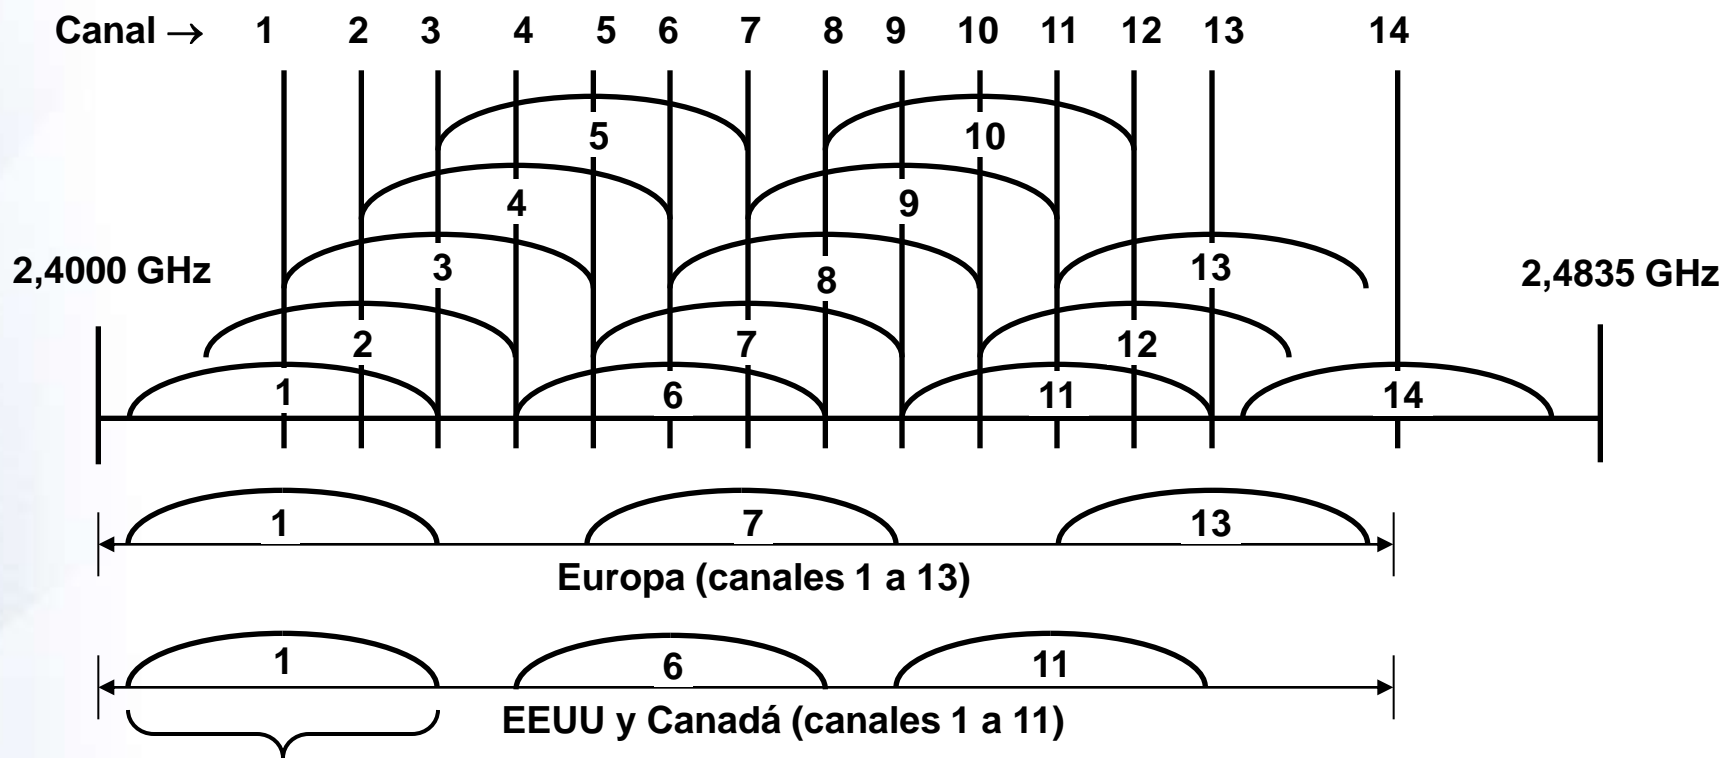 Canal → 1 2 3 4 5 6 7 8 9 10 11 12 13 14
5 10
4 9
3 8 13
2,4000 GHz 2,4835 GHz
2 7 12
1 6 11 14
1 7 13
Europa (canales 1 a 13)
1 6 11
EEUU y Canadá (canales 1 a 11)